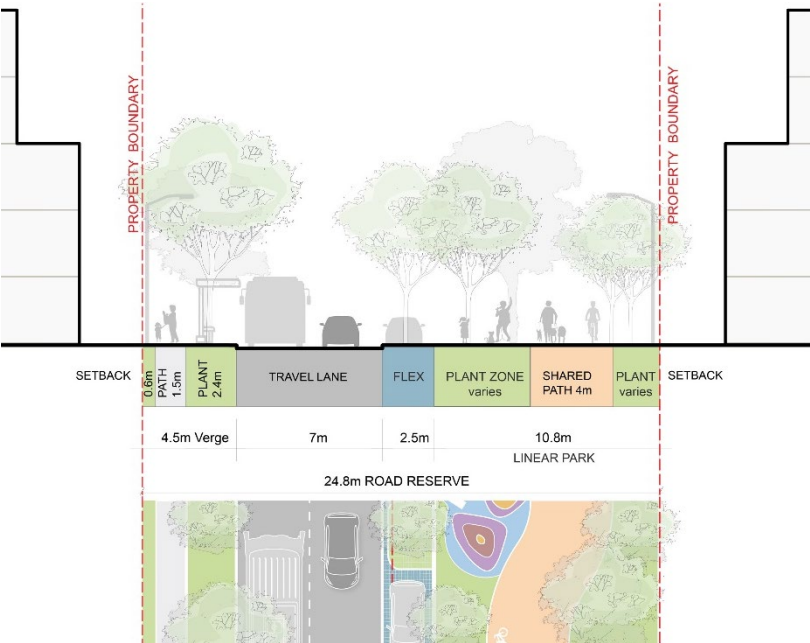 PROPERTY BOUNDARY
PROPERTY BOUNDARY
SETBACK
0.6m
PATH
1.5m
PLANT
2.4m
TRAVEL LANE
FLEX
PLANT ZONE
varies
SHARED
PATH 4m
PLANT
varies
SETBACK
4.5m Verge
7m
2.5m
10.8m
LINEAR PARK
24.8m ROAD RESERVE